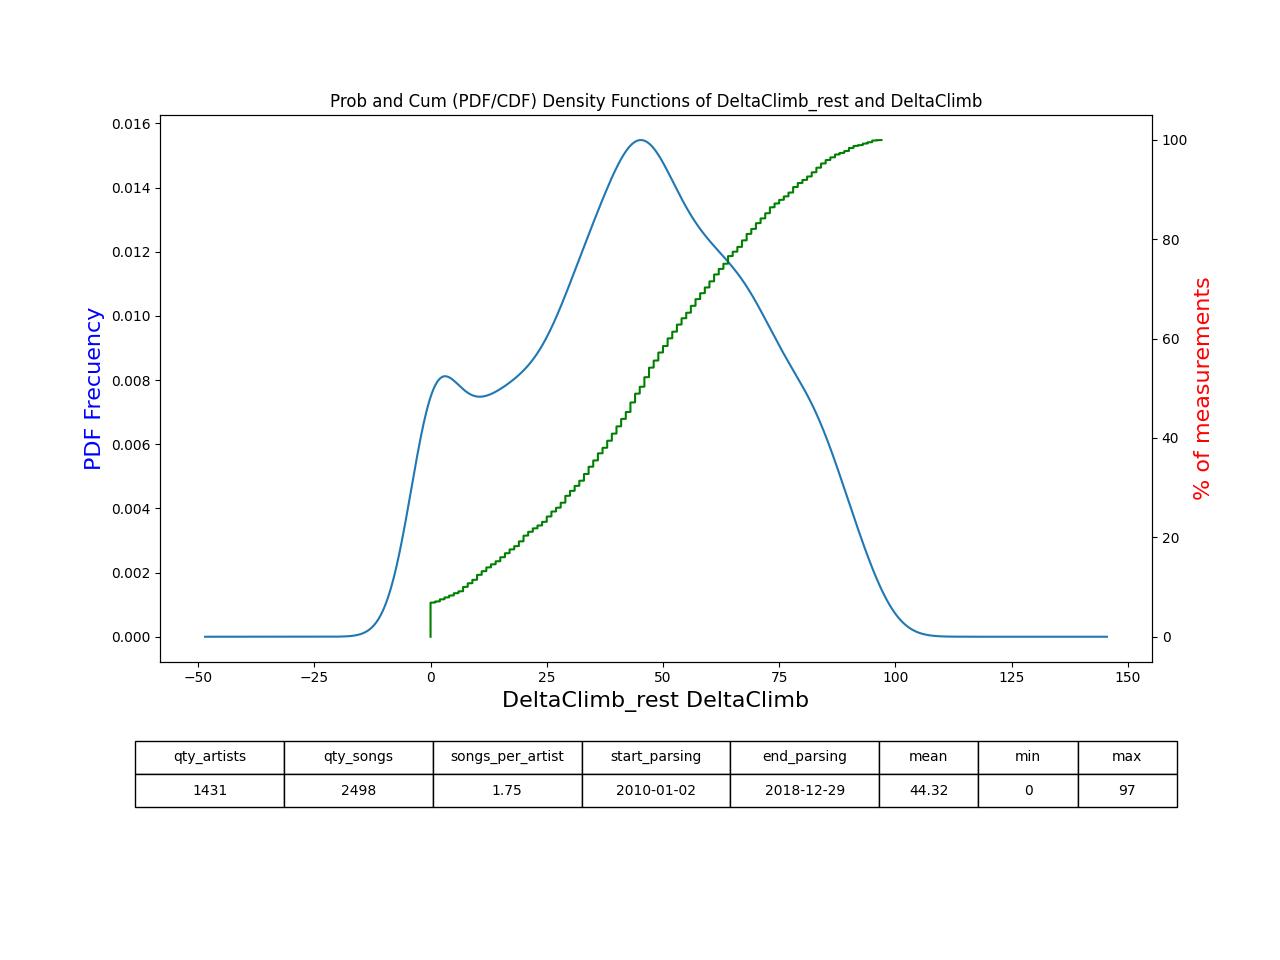 Prob and Cum (PDF/CDF) Density Functions of DeltaClimb_rest and DeltaClimb
0.016
0.014
0.012
0.010
0.008
0.006
0.004
0.002
0.000
PDF Frecuency
100
80
60
40
20
0
% of measurements
−50 −25 0 25 50 75 100 125 150
DeltaClimb_rest DeltaClimb
qty_artists qty_songs songs_per_artist start_parsing end_parsing mean min max
1431 2498 1.75 2010-01-02 2018-12-29 44.32 0 97